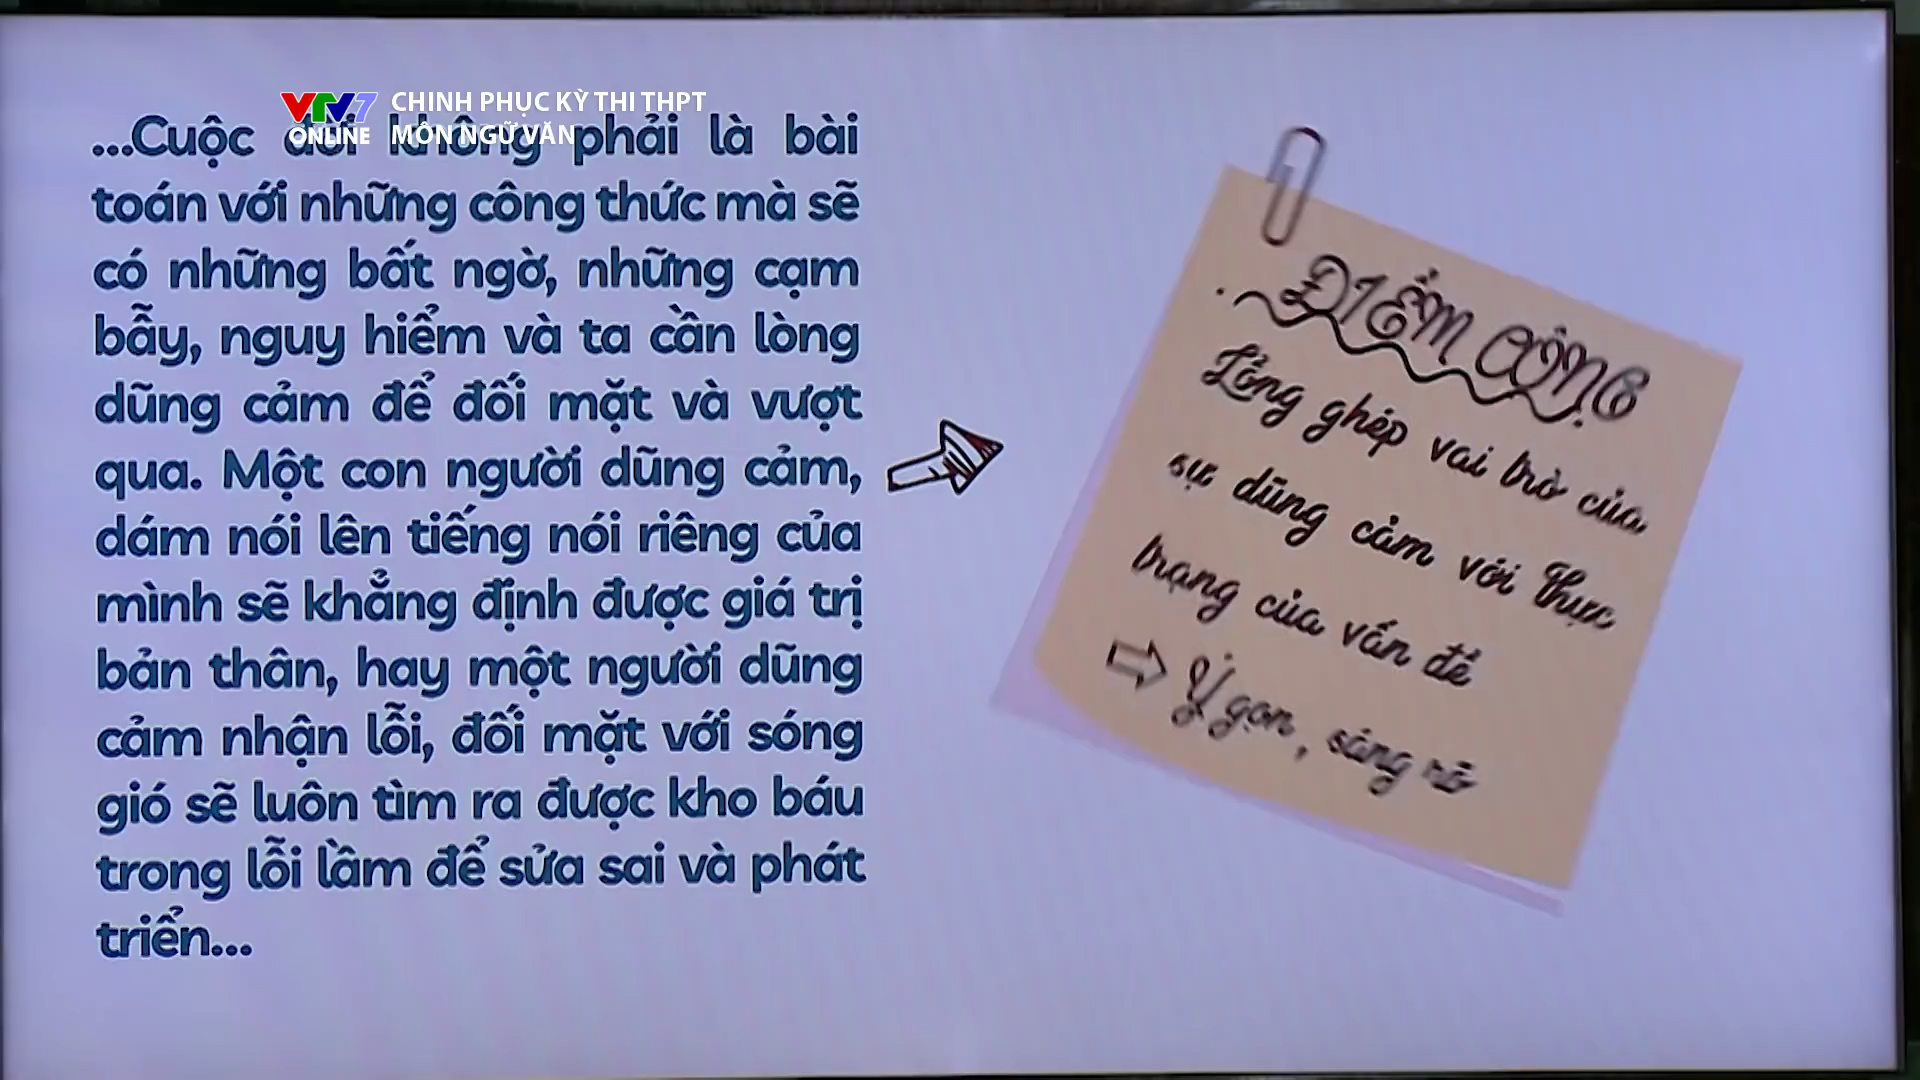 VTV7
ONLINE
CHINH PHỤC KỲ THI THPT
MÔN NGỮ VĂN
...Cuộc đời không phải là bài
toán với những công thức mà sẽ
có những bất ngờ, những cạm
bẫy, nguy hiểm và ta cần lòng
dũng cảm để đối mặt và vượt
qua. Một con người dũng cảm,
dám nói lên tiếng nói riêng của
mình sẽ khẳng định được giá trị
bản thân, hay một người dũng
cảm nhận lỗi, đối mặt với sóng
gió sẽ luôn tìm ra được kho báu
trong lỗi lầm để sửa sai và phát
triển...
ĐIỂM CỘNG
Lồng ghép vai trò của
sự dũng cảm với thực
trạng của vấn đề
⇨ Ý gọn, sáng rõ